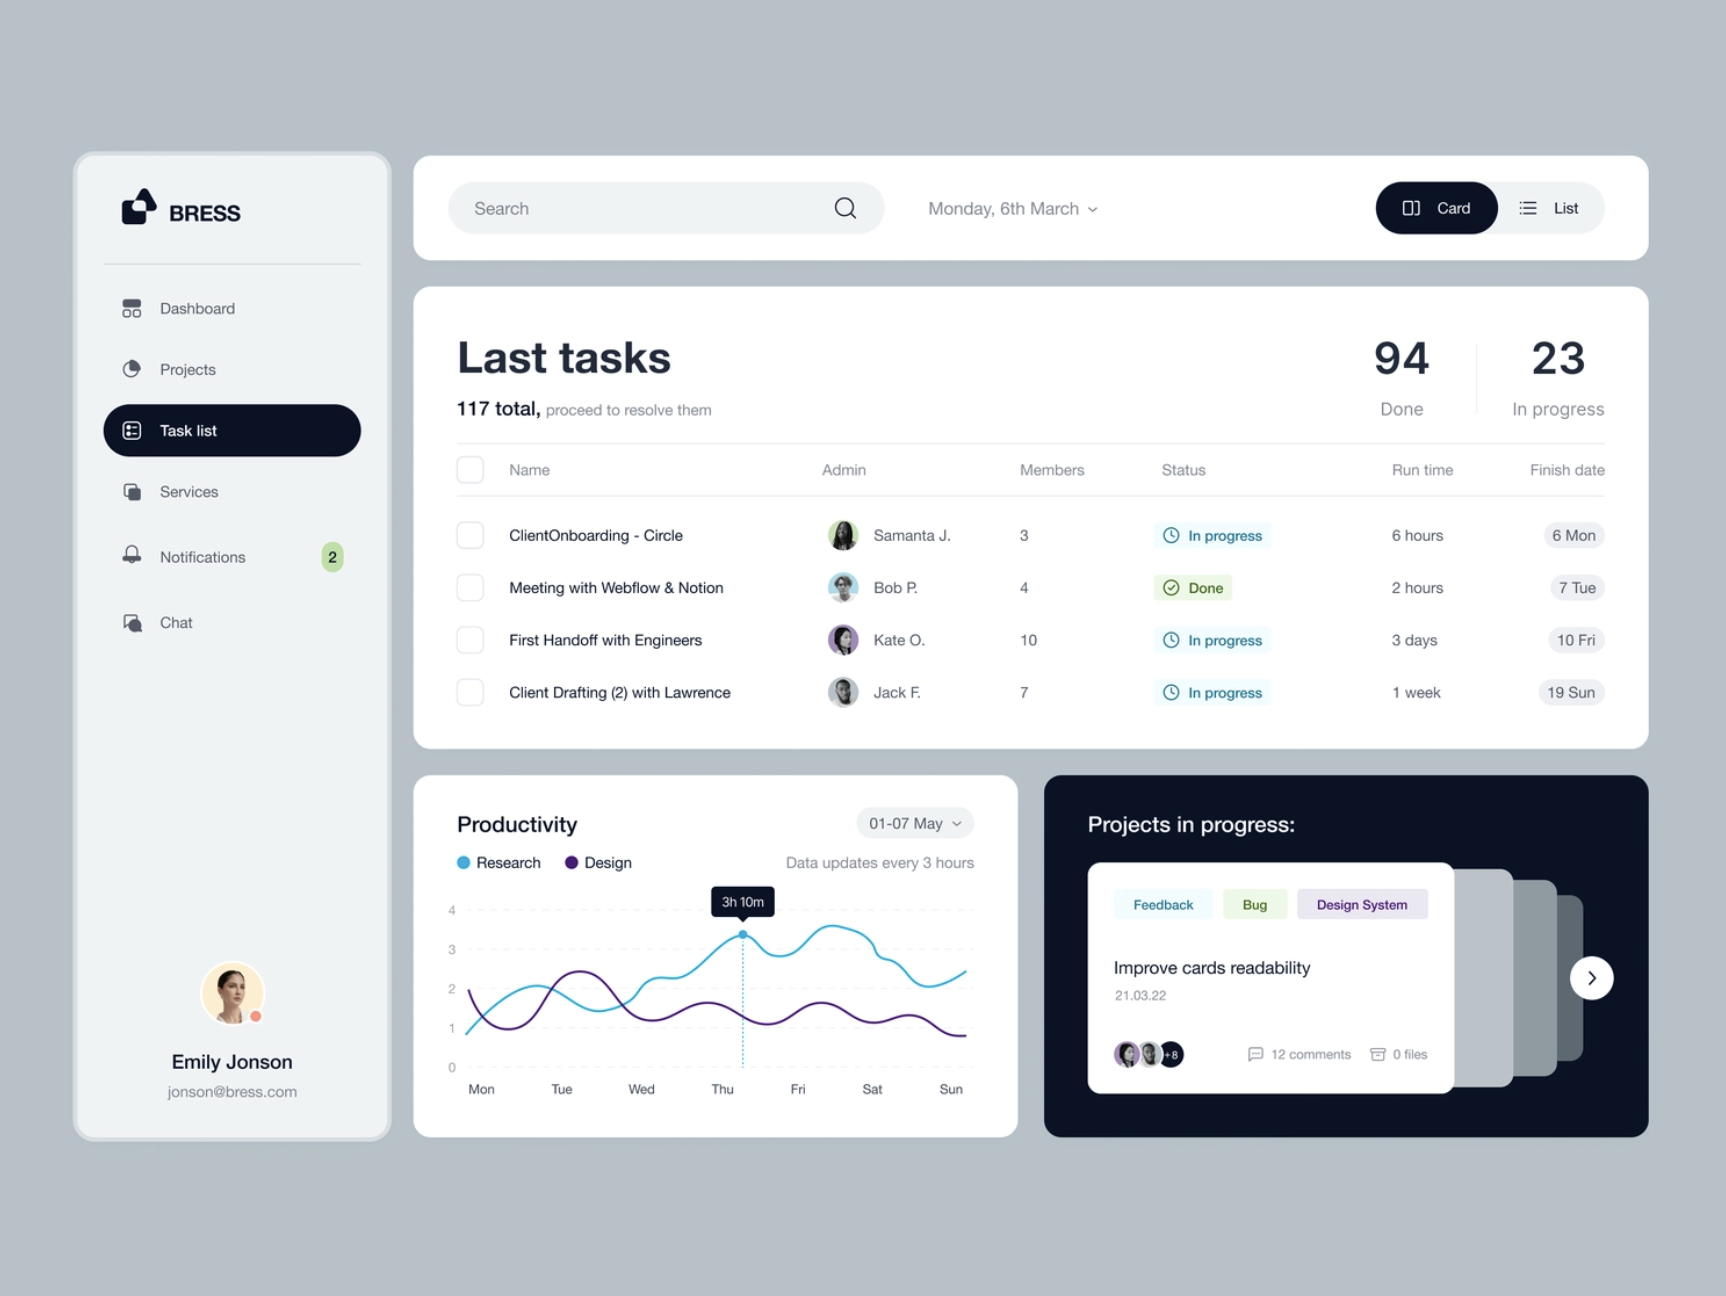 BRESS
Dashboard
Projects
Task list
Services
Notifications 2
Chat
Emily Jonson
jonson@bress.com
Search
Monday, 6th March
Card
List
Last tasks
117 total, proceed to resolve them
94
Done
23
In progress
Name Admin Members Status Run time Finish date
ClientOnboarding - Circle Samanta J. 3 In progress 6 hours 6 Mon
Meeting with Webflow & Notion Bob P. 4 Done 2 hours 7 Tue
First Handoff with Engineers Kate O. 10 In progress 3 days 10 Fri
Client Drafting (2) with Lawrence Jack F. 7 In progress 1 week 19 Sun
Productivity 01-07 May
Research Design Data updates every 3 hours
3h 10m
4
3
2
1
0
Mon Tue Wed Thu Fri Sat Sun
Projects in progress:
Feedback Bug Design System
Improve cards readability
21.03.22
+8 12 comments 0 files